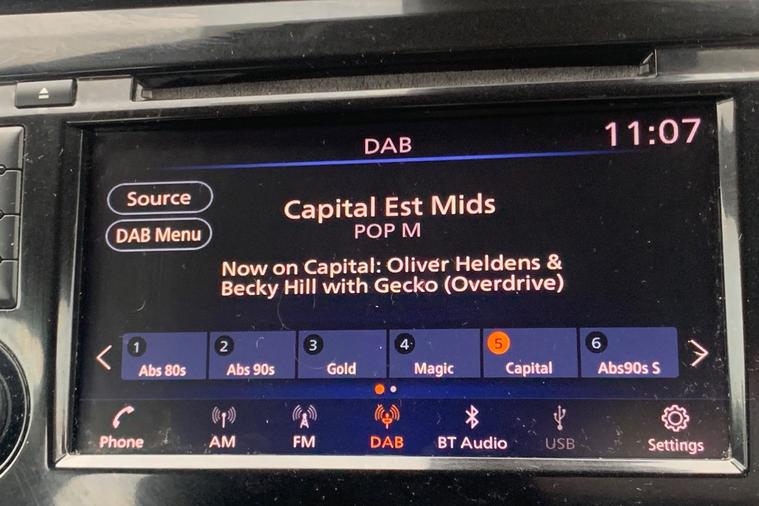 DAB
11:07
Source
DAB Menu
Capital Est Mids
POP M
Now on Capital: Oliver Heldens &
Becky Hill with Gecko (Overdrive)
1 2 3 4 5 6
Abs 80s Abs 90s Gold Magic Capital Abs90s S
Phone AM FM DAB BT Audio USB Settings